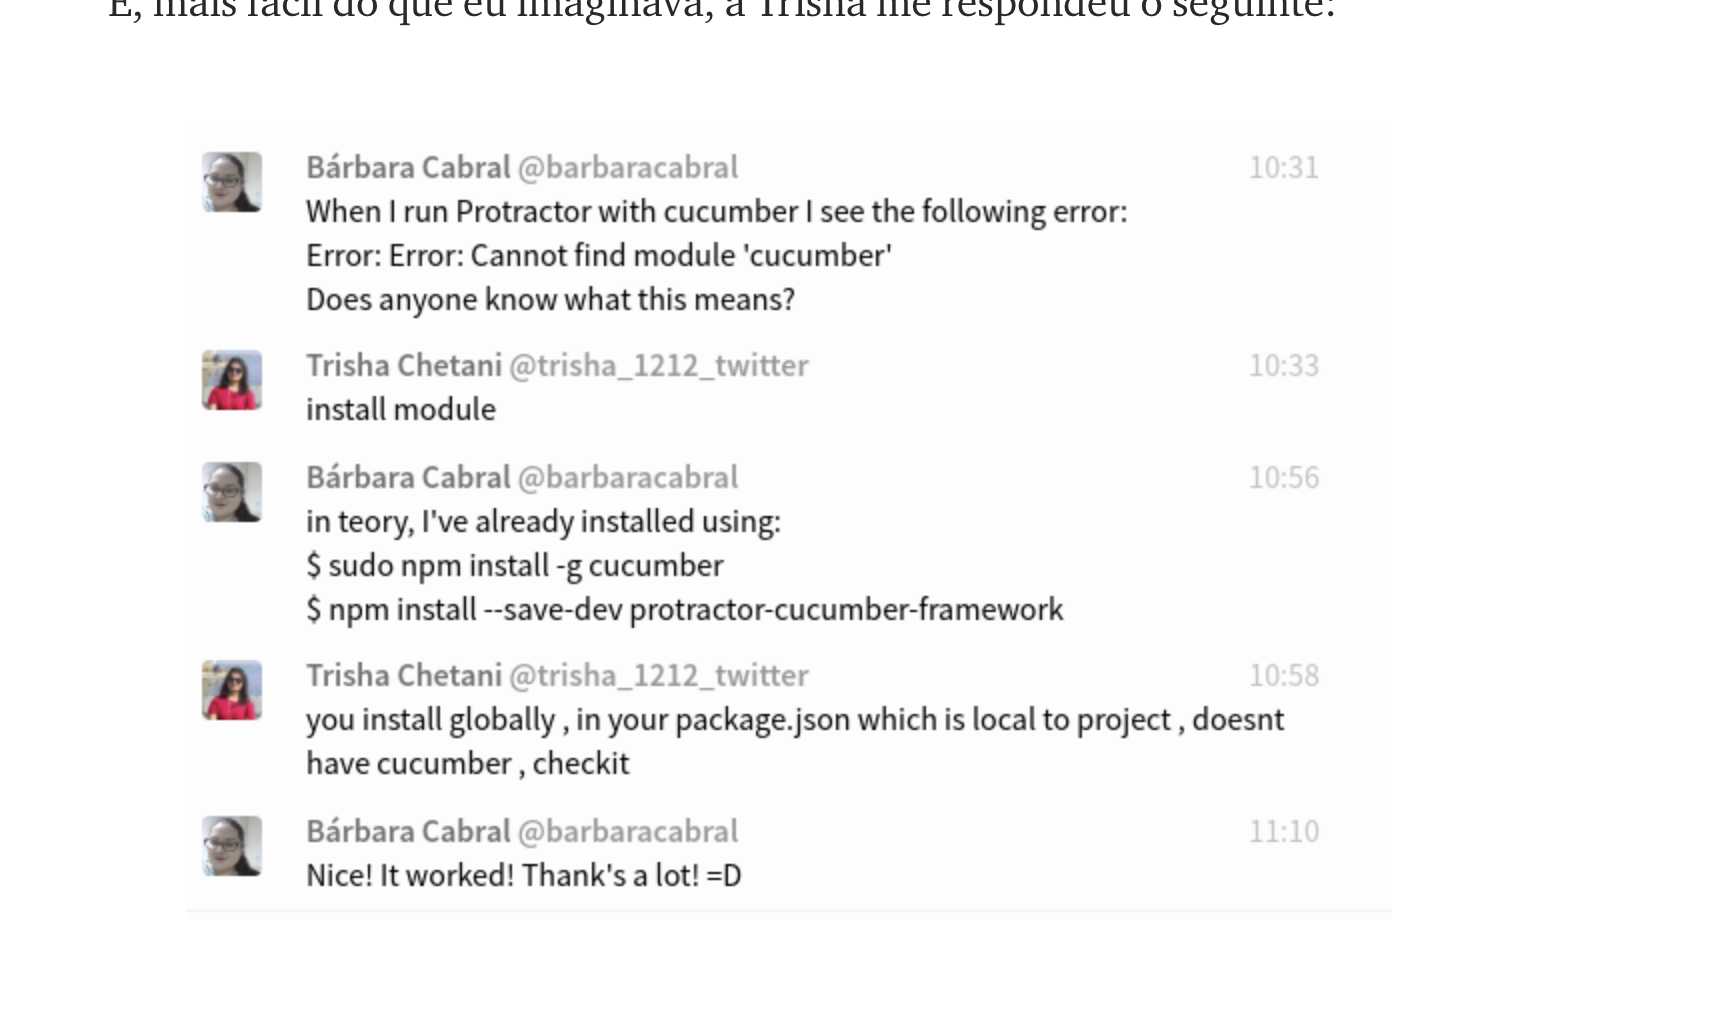 E, mais fácil do que eu imaginava, a Trisha me respondeu o seguinte:
Bárbara Cabral @barbaracabral 10:31
When I run Protractor with cucumber I see the following error:
Error: Error: Cannot find module 'cucumber'
Does anyone know what this means?
Trisha Chetani @trisha_1212_twitter 10:33
install module
Bárbara Cabral @barbaracabral 10:56
in teory, I've already installed using:
$ sudo npm install -g cucumber
$ npm install --save-dev protractor-cucumber-framework
Trisha Chetani @trisha_1212_twitter 10:58
you install globally , in your package.json which is local to project , doesnt
have cucumber , checkit
Bárbara Cabral @barbaracabral 11:10
Nice! It worked! Thank's a lot! =D